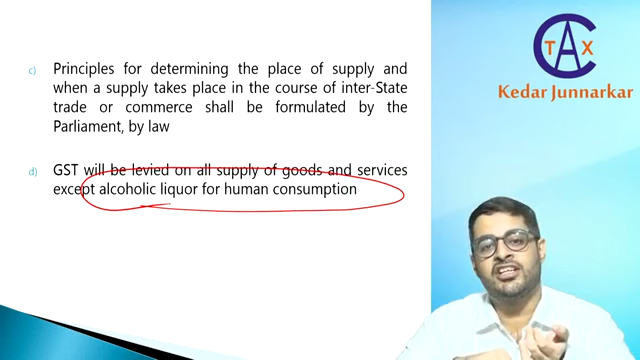 c) Principles for determining the place of supply and
when a supply takes place in the course of inter-State
trade or commerce shall be formulated by the
Parliament, by law
d) GST will be levied on all supply of goods and services
except alcoholic liquor for human consumption
CA
TAX
Kedar Junnarkar